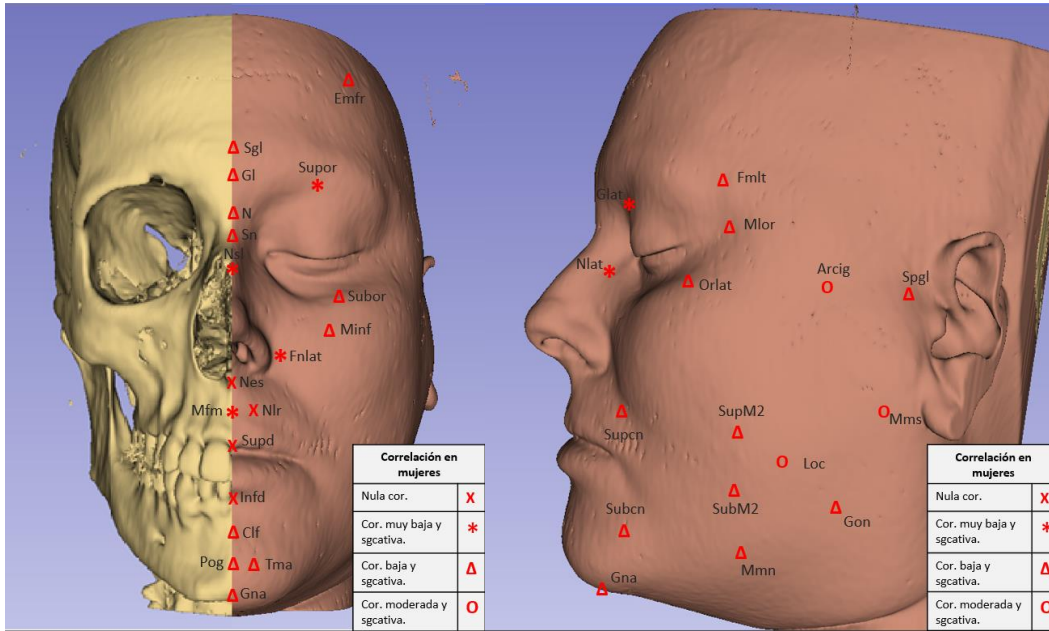 Emfr
Sgl
Supor
Gl
N
Sn
Nsl
Subor
Minf
Fnlat
Nes
Mfm
Nlr
Supd
Infd
Clf
Pog
Tma
Gna
Correlación en
mujeres
Nula cor. X
Cor. muy baja y
sgcativa. *
Cor. baja y
sgcativa. Δ
Cor. moderada y
sgcativa. O
Fmlt
Glat
Mlor
Nlat
Orlat
Arcig
Spgl
Supcn
SupM2
Mms
Loc
Subcn
SubM2
Gon
Mmn
Gna
Correlación en
mujeres
Nula cor. X
Cor. muy baja y
sgcativa. *
Cor. baja y
sgcativa. Δ
Cor. moderada y
sgcativa. O